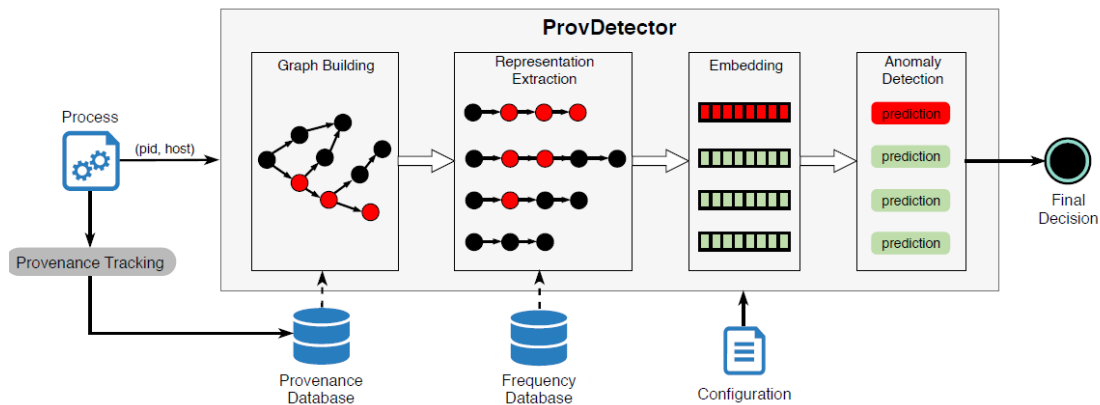 ProvDetector
Graph Building
Representation
Extraction
Embedding
Anomaly
Detection
Process
(pid, host)
prediction
prediction
prediction
prediction
Final
Decision
Provenance Tracking
Provenance
Database
Frequency
Database
Configuration